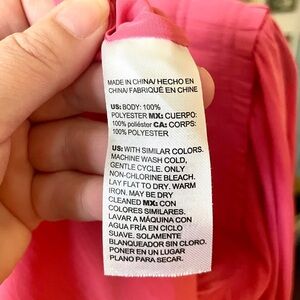 MADE IN CHINA/ HECHO EN
CHINA/ FABRIQUÉ EN CHINE
US: BODY: 100%
POLYESTER MX: CUERPO:
100% poliéster CA: CORPS:
100% POLYESTER
US: WITH SIMILAR COLORS.
MACHINE WASH COLD,
GENTLE CYCLE. ONLY
NON-CHLORINE BLEACH.
LAY FLAT TO DRY. WARM
IRON. MAY BE DRY
CLEANED MX: CON
COLORES SIMILARES.
LAVAR A MÁQUINA CON
AGUA FRÍA EN CICLO
SUAVE. SOLAMENTE
BLANQUEADOR SIN CLORO.
PONER EN UN LUGAR
PLANO PARA SECAR.